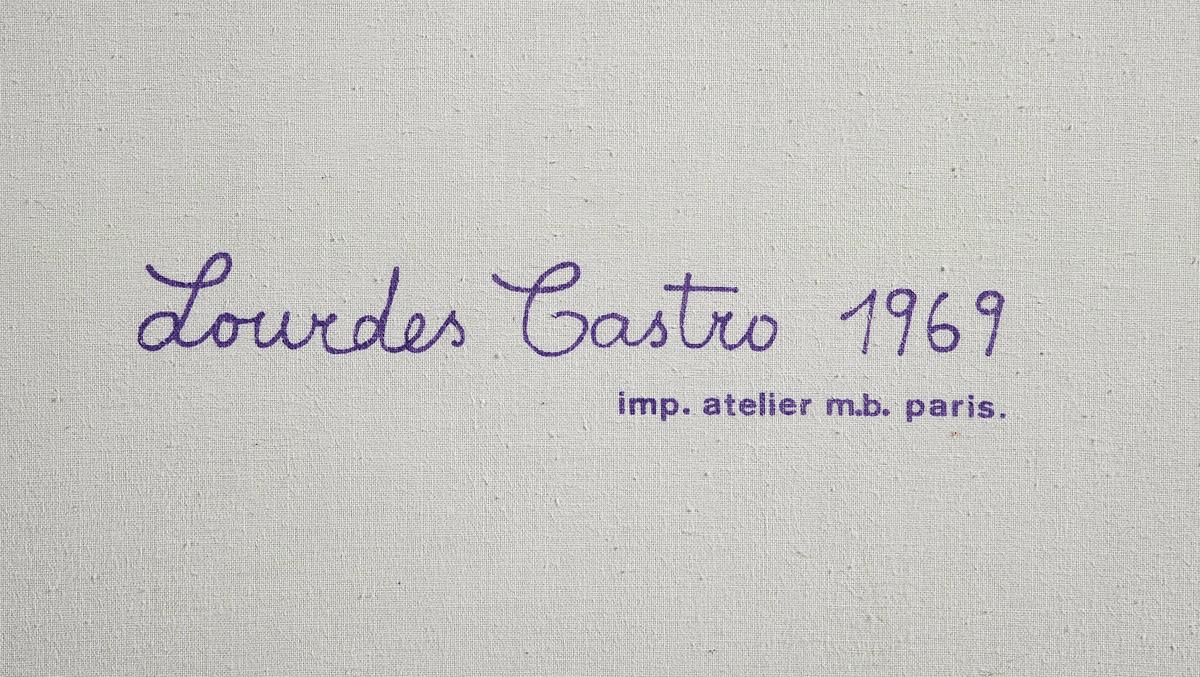 Lourdes Castro 1969
imp. atelier m.b. paris.